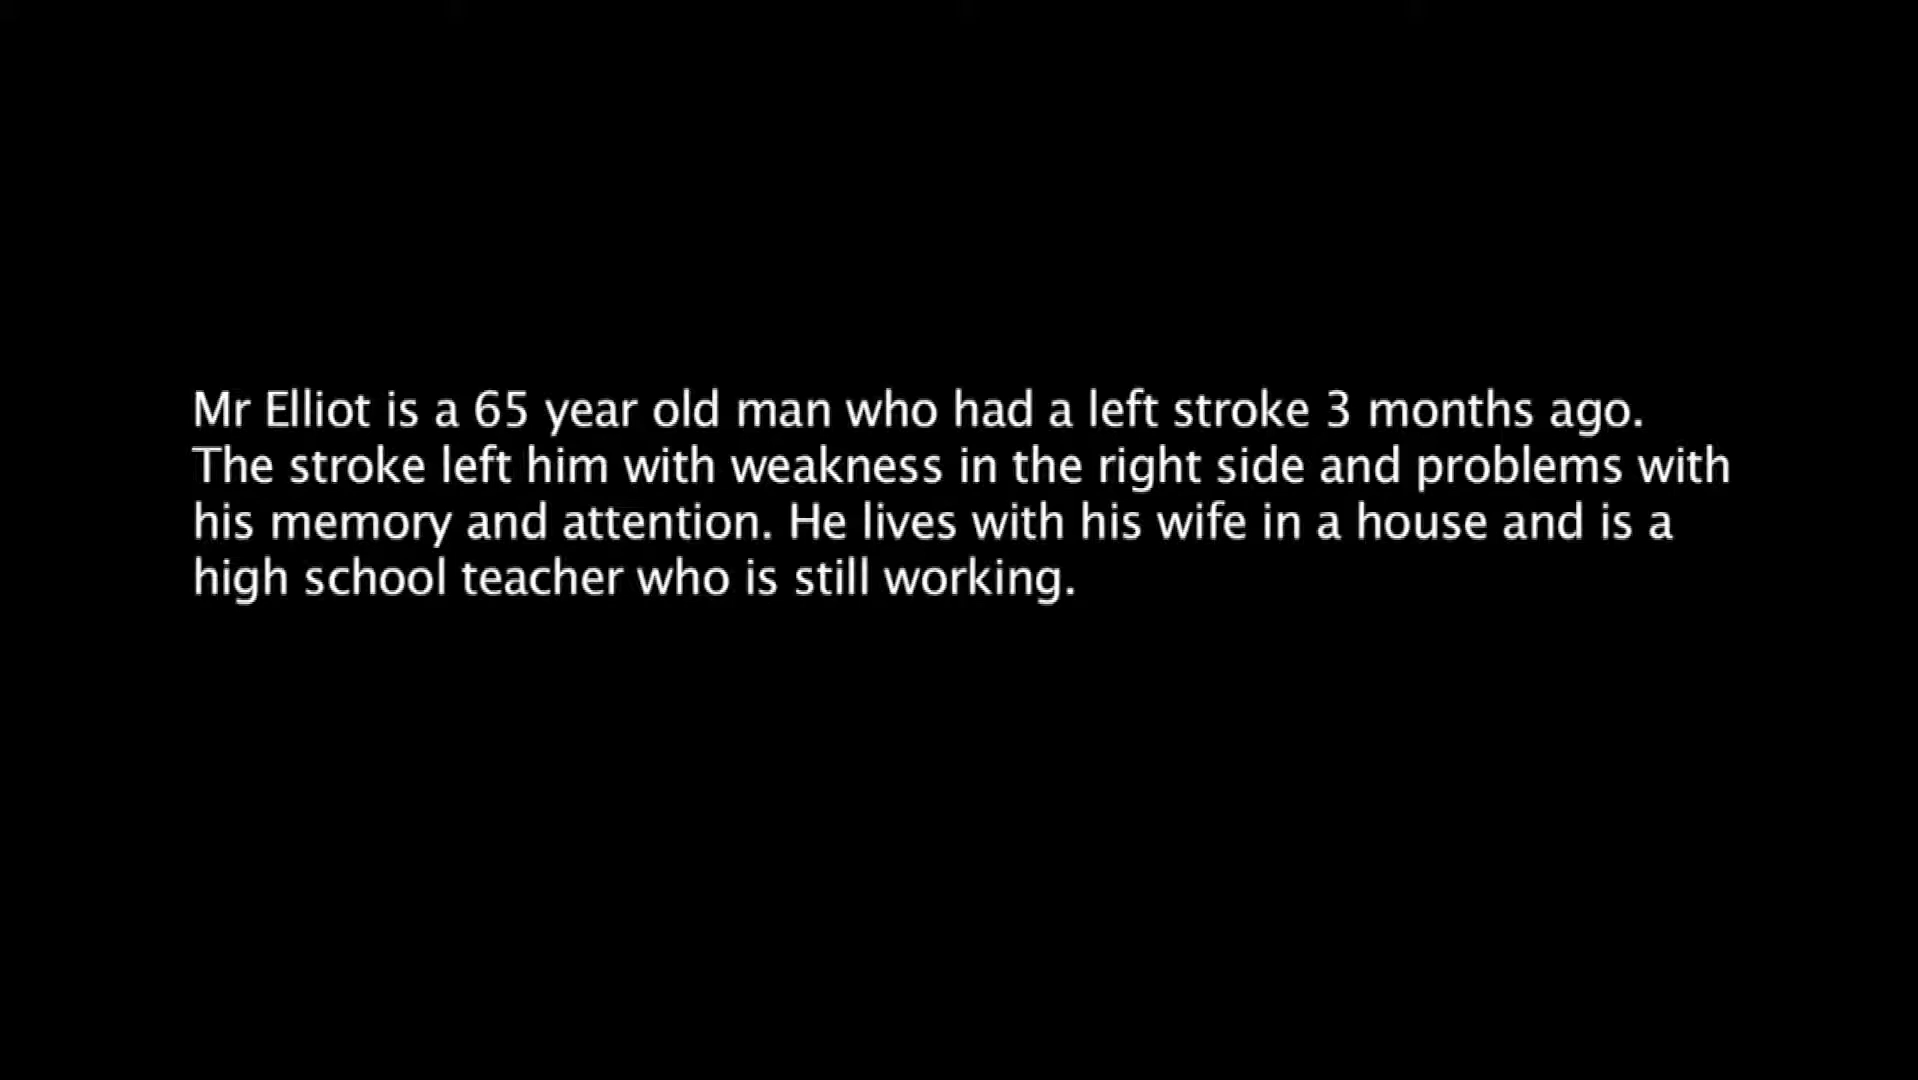 Mr Elliot is a 65 year old man who had a left stroke 3 months ago.
The stroke left him with weakness in the right side and problems with
his memory and attention. He lives with his wife in a house and is a
high school teacher who is still working.